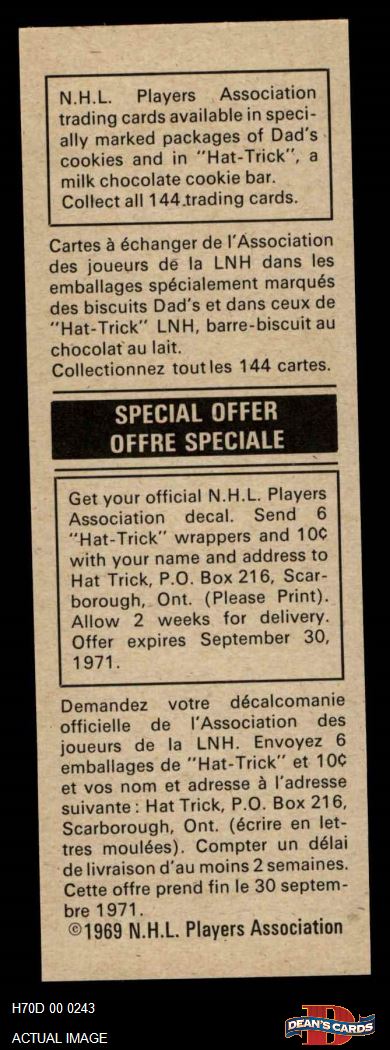 N.H.L. Players Association
trading cards available in speci-
ally marked packages of Dad's
cookies and in "Hat-Trick", a
milk chocolate cookie bar.
Collect all 144 trading cards.
Cartes à échanger de l'Association
des joueurs de la LNH dans les
emballages spécialement marqués
des biscuits Dad's et dans ceux de
"Hat-Trick" LNH, barre-biscuit au
chocolat au lait.
Collectionnez toutles 144 cartes.
SPECIAL OFFER
OFFRE SPECIALE
Get your official N.H.L. Players
Association decal. Send 6
"Hat-Trick" wrappers and 10¢
with your name and address to
Hat Trick, P.O. Box 216, Scar-
borough, Ont. (Please Print).
Allow 2 weeks for delivery.
Offer expires September 30,
1971.
Demandez votre décalcomanie
officielle de l'Association des
joueurs de la LNH. Envoyez 6
emballages de "Hat-Trick" et 10¢
et vos nom et adresse à l'adresse
suivante: Hat Trick, P.O. Box 216,
Scarborough, Ont. (écrire en let-
tres moulées). Compter un délai
de livraison d'au moins 2 semaines.
Cette offre prend fin le 30 septem-
bre 1971.
©1969 N.H.L. Players Association
H70D 00 0243
ACTUAL IMAGE
D
DEAN'S CARDS